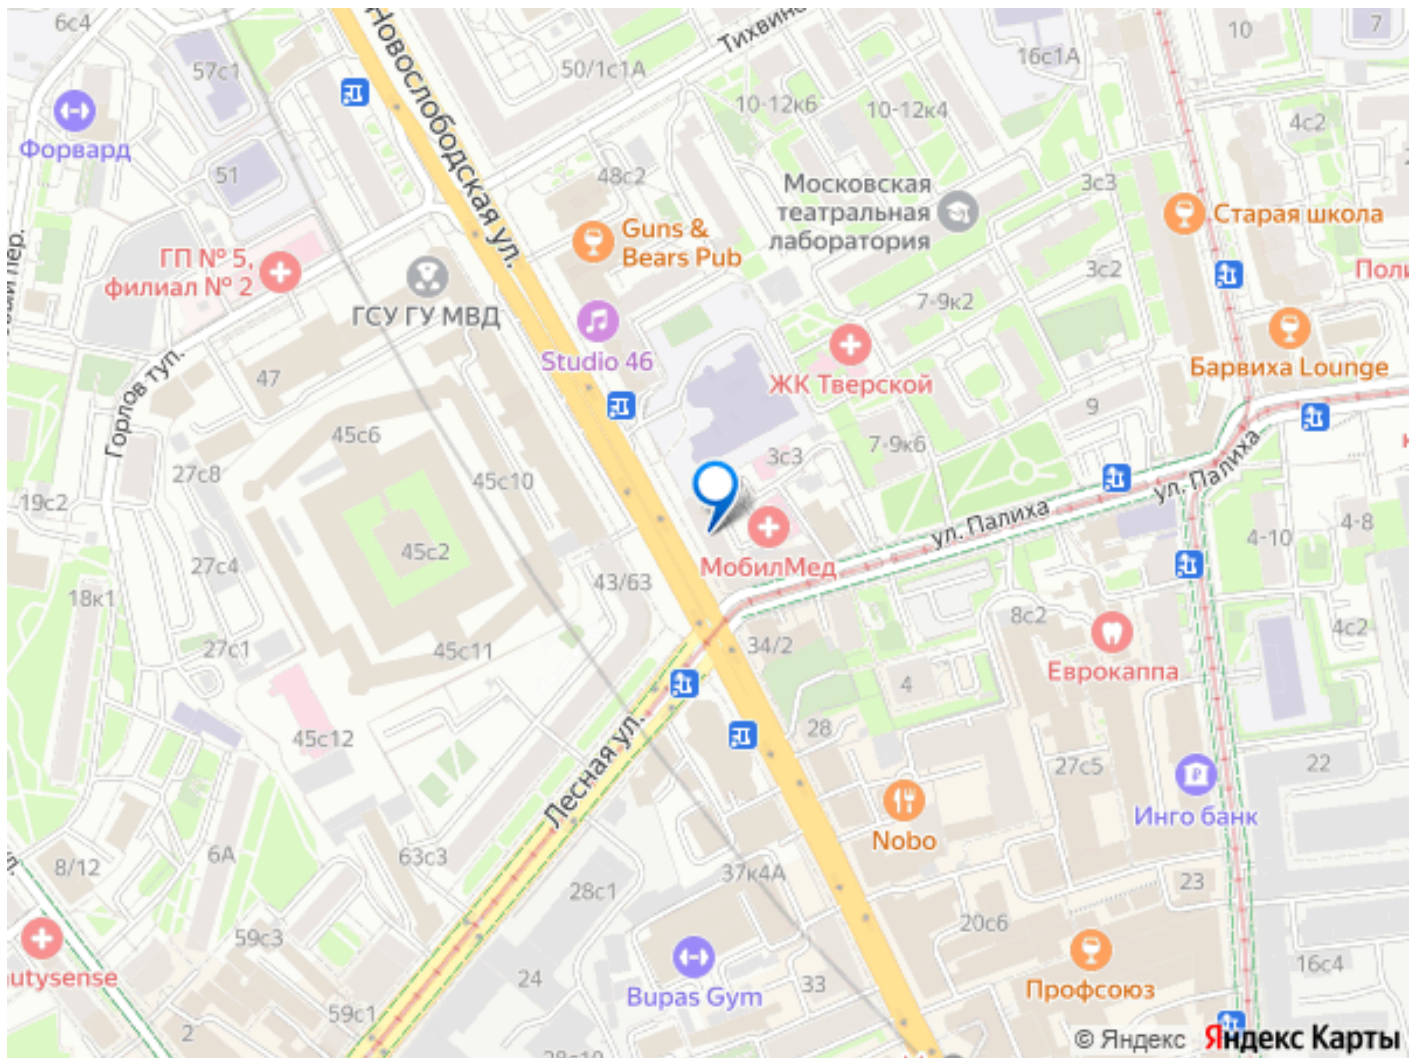 6с4
Новослободская ул.
Тихвинс
10
7
57с1
50/1с1А
16с1А
Форвард
10-12к6
10-12к4
4с2
51
48с2
Московская
театральная
лаборатория
3с3
Старая школа
Guns &
Bears Pub
ГП № 5,
филиал № 2
ГСУ ГУ МВД
3с2
Поли
7-9к2
Studio 46
ЖК Тверской
Барвиха Lounge
47
Горлов туп.
9
45с6
7-9к6
3с3
27с8
45с10
19с2
ул. Палиха
ул. Палиха
45с2
4-8
4-10
27с4
МобилМед
43/63
18к1
8с2
4с2
27с1
45с11
34/2
Еврокаппа
4
45с12
28
Лесная ул.
27с5
22
Инго банк
Nobo
8/12
6А
63с3
37к4А
28с1
23
59с3
20с6
utysense
24
Bupas Gym
33
Профсоюз
16с4
59с1
2
28с10
© Яндекс Яндекс Карты